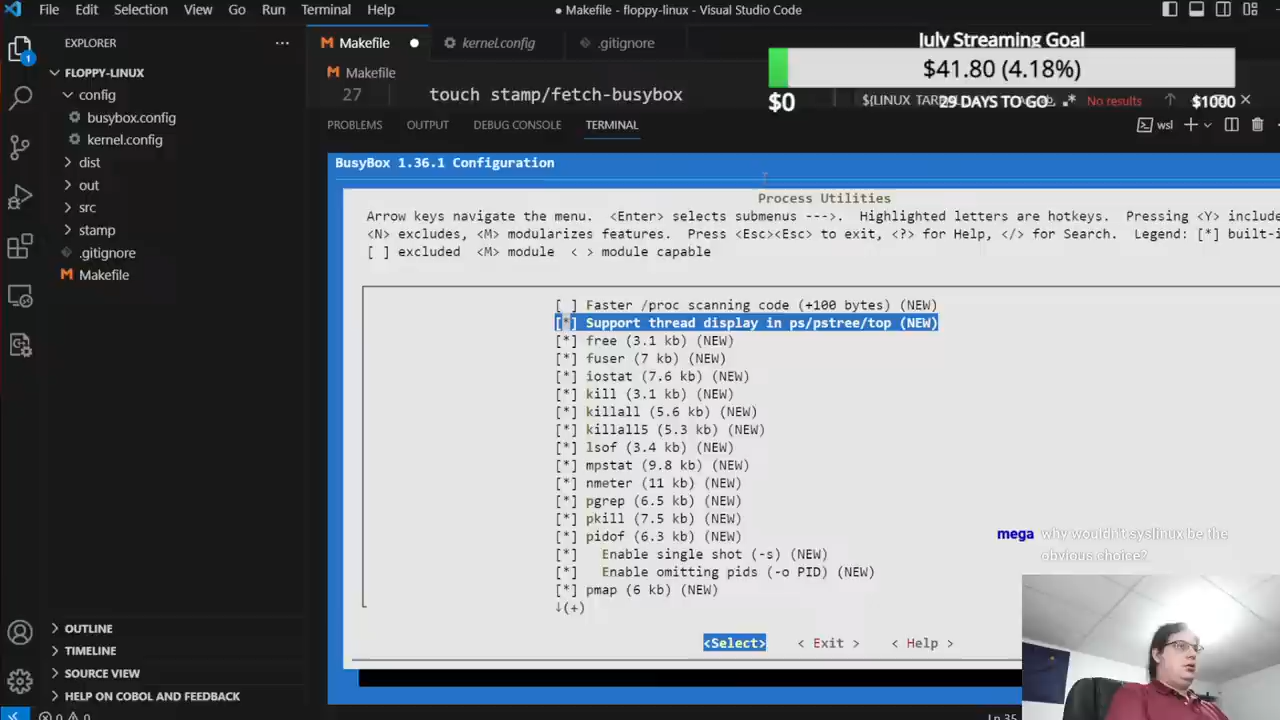 File Edit Selection View Go Run Terminal Help
● Makefile - floppy-linux - Visual Studio Code
EXPLORER
Makefile
kernel.config
.gitignore
July Streaming Goal
$41.80 (4.18%)
$0
29 DAYS TO GO
$1000
FLOPPY-LINUX
config
busybox.config
kernel.config
dist
out
src
stamp
.gitignore
Makefile
Makefile
27 touch stamp/fetch-busybox
No results
PROBLEMS OUTPUT DEBUG CONSOLE TERMINAL
wsl
BusyBox 1.36.1 Configuration
Process Utilities
Arrow keys navigate the menu. <Enter> selects submenus --->. Highlighted letters are hotkeys. Pressing <Y> include
<N> excludes, <M> modularizes features. Press <Esc><Esc> to exit, <?> for Help, </> for Search. Legend: [*] built-i
[ ] excluded <M> module < > module capable
[ ] Faster /proc scanning code (+100 bytes) (NEW)
[*] Support thread display in ps/pstree/top (NEW)
[*] free (3.1 kb) (NEW)
[*] fuser (7 kb) (NEW)
[*] iostat (7.6 kb) (NEW)
[*] kill (3.1 kb) (NEW)
[*] killall (5.6 kb) (NEW)
[*] killall5 (5.3 kb) (NEW)
[*] lsof (3.4 kb) (NEW)
[*] mpstat (9.8 kb) (NEW)
[*] nmeter (11 kb) (NEW)
[*] pgrep (6.5 kb) (NEW)
[*] pkill (7.5 kb) (NEW)
[*] pidof (6.3 kb) (NEW)
[*] Enable single shot (-s) (NEW)
[*] Enable omitting pids (-o PID) (NEW)
[*] pmap (6 kb) (NEW)
↓(+)
<Select> < Exit > < Help >
mega why wouldn't syslinux be the
obvious choice?
OUTLINE
TIMELINE
SOURCE VIEW
HELP ON COBOL AND FEEDBACK